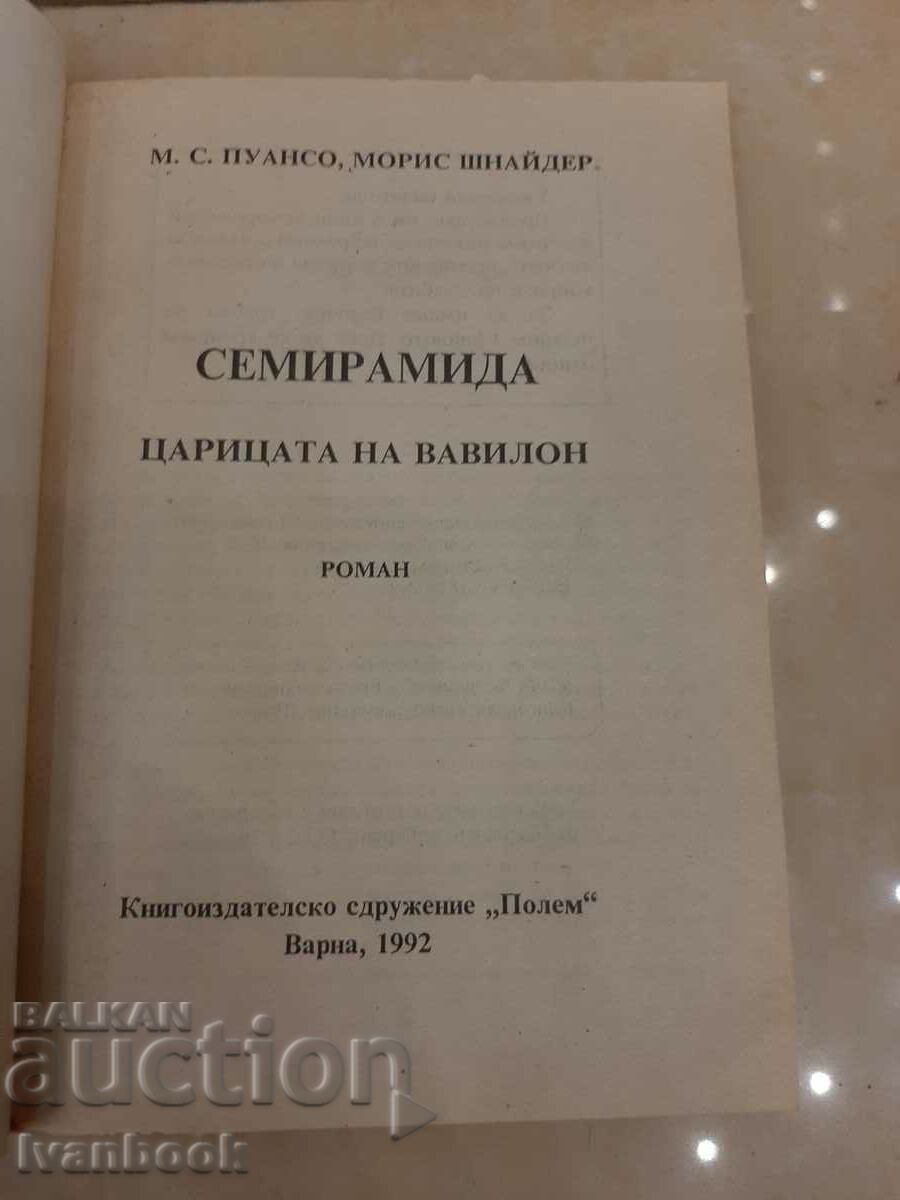 М. С. ПУАНСО, МОРИС ШНАЙДЕР
СЕМИРАМИДА
ЦАРИЦАТА НА ВАВИЛОН
РОМАН
Книгоиздателско сдружение „Полем“
Варна, 1992
BALKAN
auction
Ivanbook